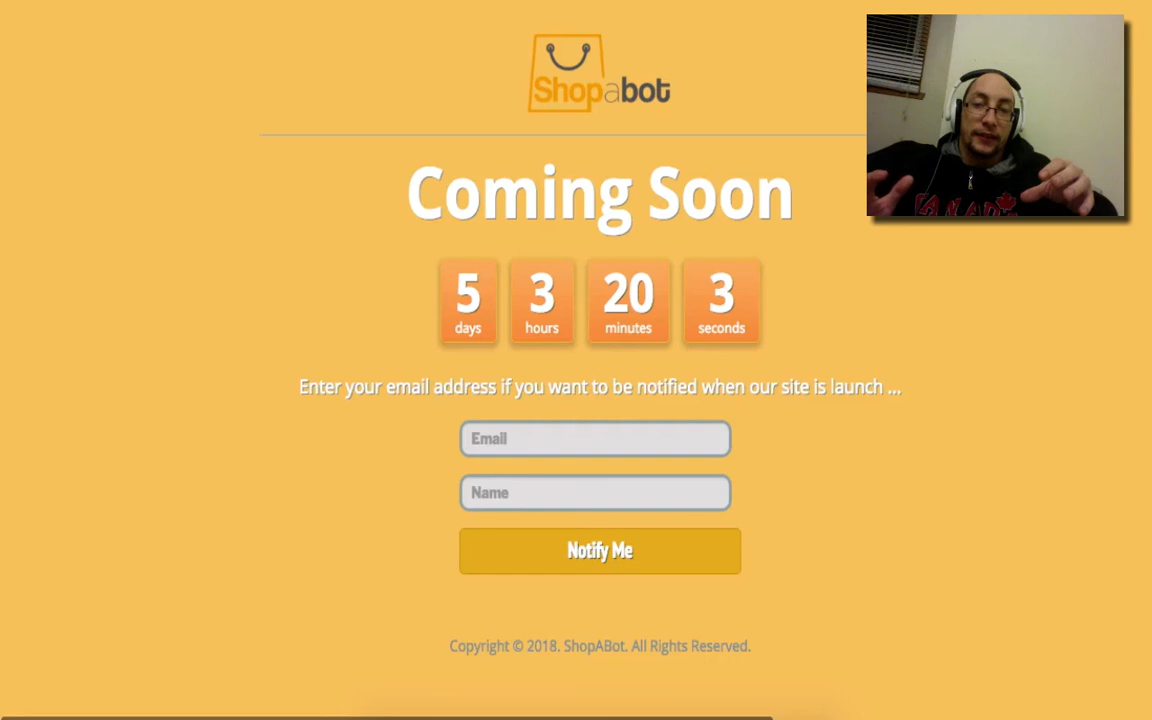 Shopabot
Coming Soon
5 3 20 3
days hours minutes seconds
Enter your email address if you want to be notified when our site is launch ...
Email
Name
Notify Me
Copyright © 2018. ShopABot. All Rights Reserved.
CANADA